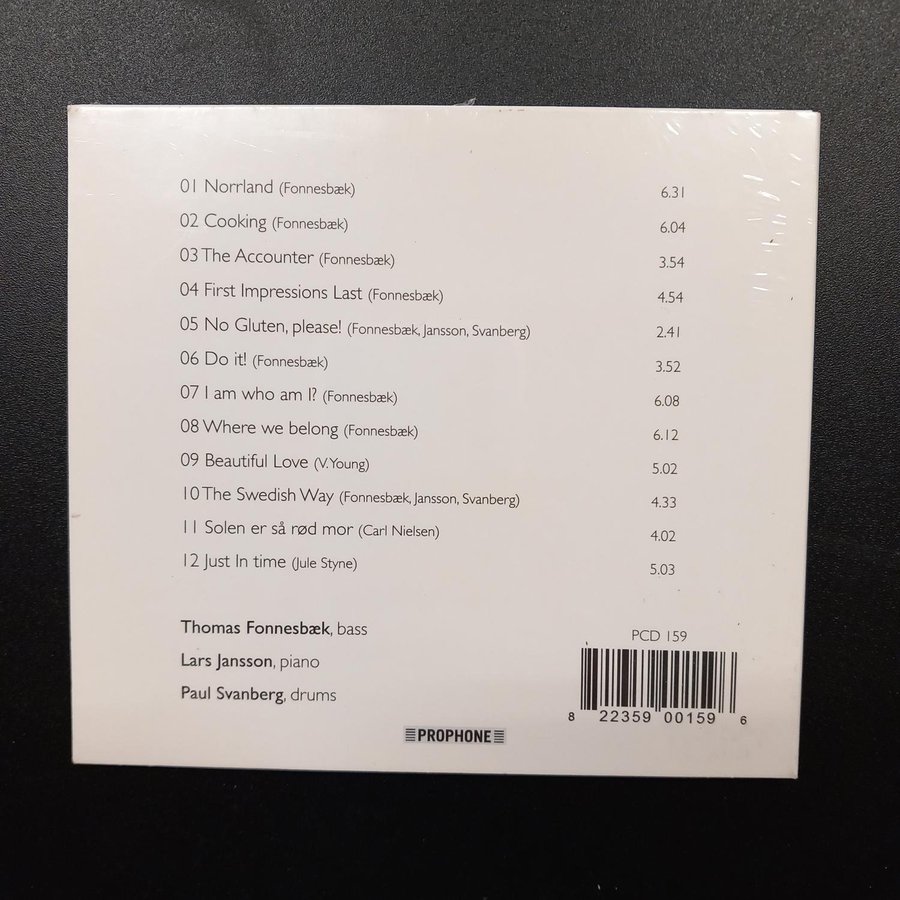 01 Norrland (Fonnesbæk) 6.31
02 Cooking (Fonnesbæk) 6.04
03 The Accounter (Fonnesbæk) 3.54
04 First Impressions Last (Fonnesbæk) 4.54
05 No Gluten, please! (Fonnesbæk, Jansson, Svanberg) 2.41
06 Do it! (Fonnesbæk) 3.52
07 I am who am I? (Fonnesbæk) 6.08
08 Where we belong (Fonnesbæk) 6.12
09 Beautiful Love (V.Young) 5.02
10 The Swedish Way (Fonnesbæk, Jansson, Svanberg) 4.33
11 Solen er så rød mor (Carl Nielsen) 4.02
12 Just In time (Jule Styne) 5.03
Thomas Fonnesbæk, bass
Lars Jansson, piano
Paul Svanberg, drums
PCD 159
8 22359 00159 6
PROPHONE